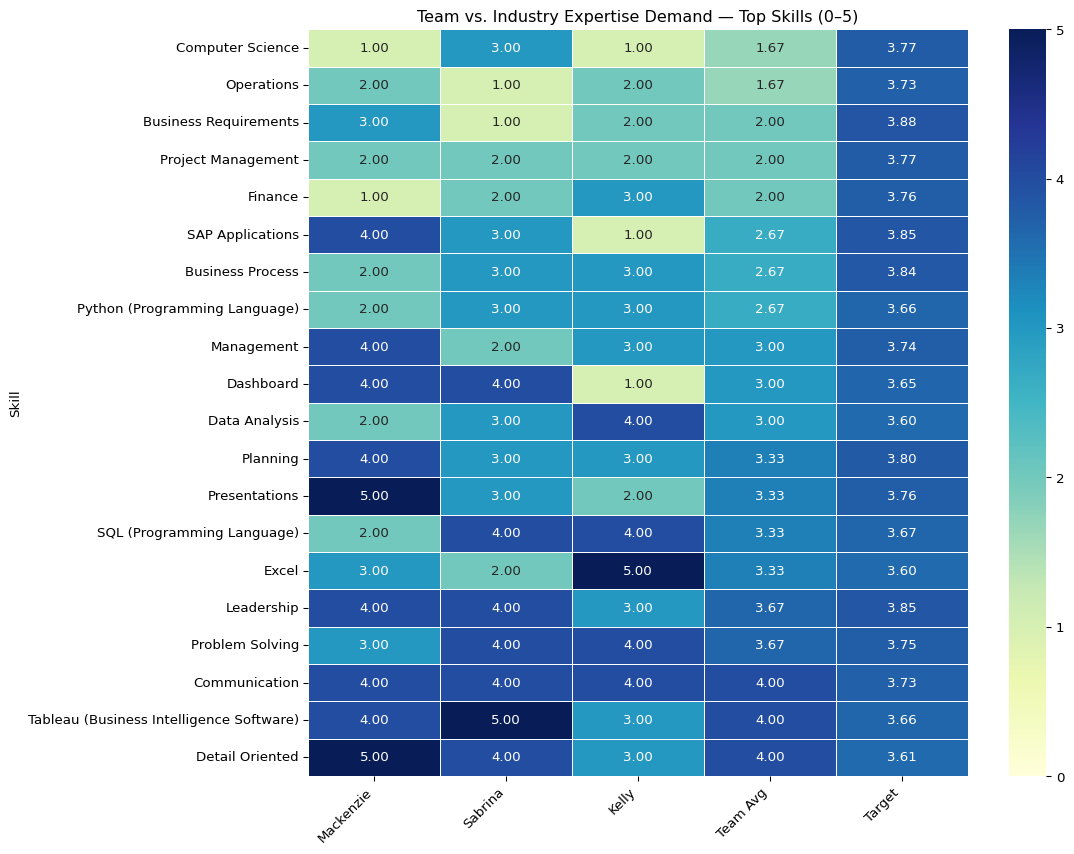 Team vs. Industry Expertise Demand — Top Skills (0–5)
Skill
Computer Science 1.00 3.00 1.00 1.67 3.77
Operations 2.00 1.00 2.00 1.67 3.73
Business Requirements 3.00 1.00 2.00 2.00 3.88
Project Management 2.00 2.00 2.00 2.00 3.77
Finance 1.00 2.00 3.00 2.00 3.76
SAP Applications 4.00 3.00 1.00 2.67 3.85
Business Process 2.00 3.00 3.00 2.67 3.84
Python (Programming Language) 2.00 3.00 3.00 2.67 3.66
Management 4.00 2.00 3.00 3.00 3.74
Dashboard 4.00 4.00 1.00 3.00 3.65
Data Analysis 2.00 3.00 4.00 3.00 3.60
Planning 4.00 3.00 3.00 3.33 3.80
Presentations 5.00 3.00 2.00 3.33 3.76
SQL (Programming Language) 2.00 4.00 4.00 3.33 3.67
Excel 3.00 2.00 5.00 3.33 3.60
Leadership 4.00 4.00 3.00 3.67 3.85
Problem Solving 3.00 4.00 4.00 3.67 3.75
Communication 4.00 4.00 4.00 4.00 3.73
Tableau (Business Intelligence Software) 4.00 5.00 3.00 4.00 3.66
Detail Oriented 5.00 4.00 3.00 4.00 3.61
Mackenzie Sabrina Kelly Team Avg Target
5
4
3
2
1
0